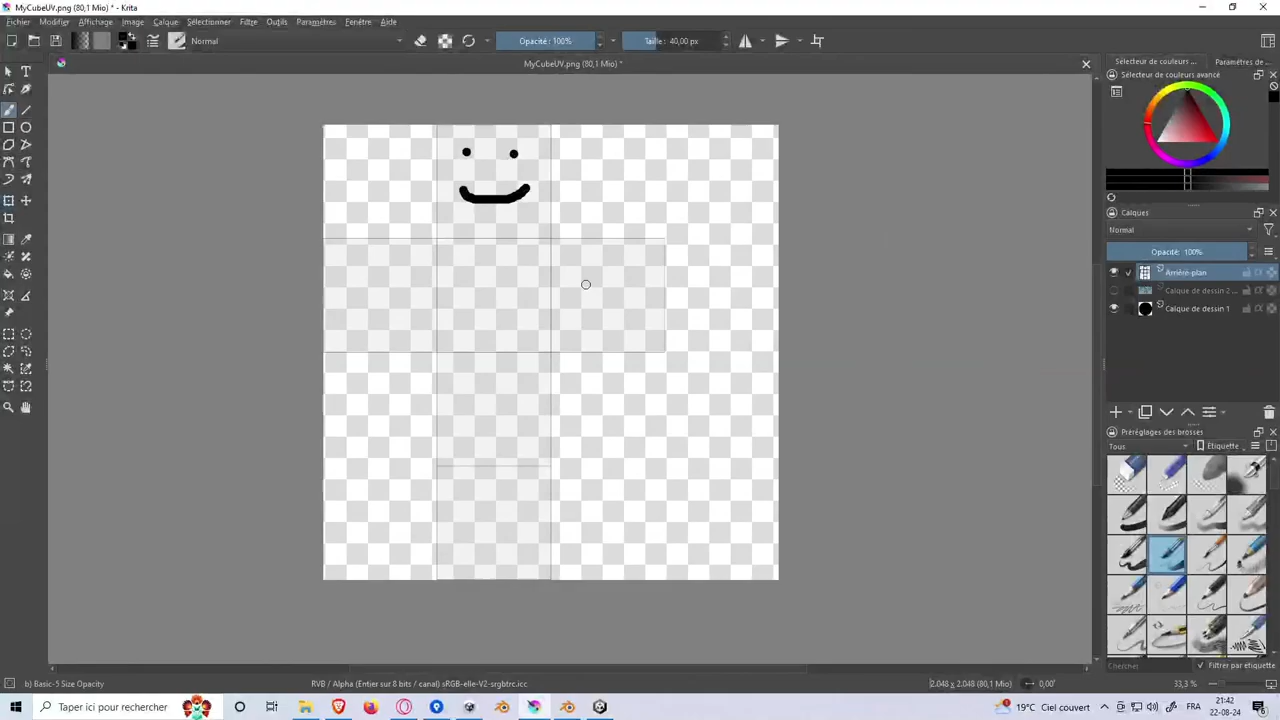 MyCubeUV.png (80,1 Mio) * - Krita
Fichier Modifier Affichage Image Calque Sélectionner Filtre Outils Paramètres Fenêtre Aide
Normal Opacité : 100% Taille : 40,00 px
MyCubeUV.png (80,1 Mio) *
Sélecteur de couleurs ... Paramètres de...
Sélecteur de couleurs avancé
Calques
Normal
Opacité: 100%
Arrière-plan
Calque de dessin 2 ...
Calque de dessin 1
Préréglages des brosses
Tous Étiquette
Chercher Filtrer par étiquette
b) Basic-5 Size Opacity RVB / Alpha (Entier sur 8 bits / canal) sRGB-elle-V2-srgbtrc.icc 2.048 x 2.048 (80,1 Mio) 0,00° 33,3 %
Taper ici pour rechercher 19°C Ciel couvert FRA 21:42
22-08-24 6